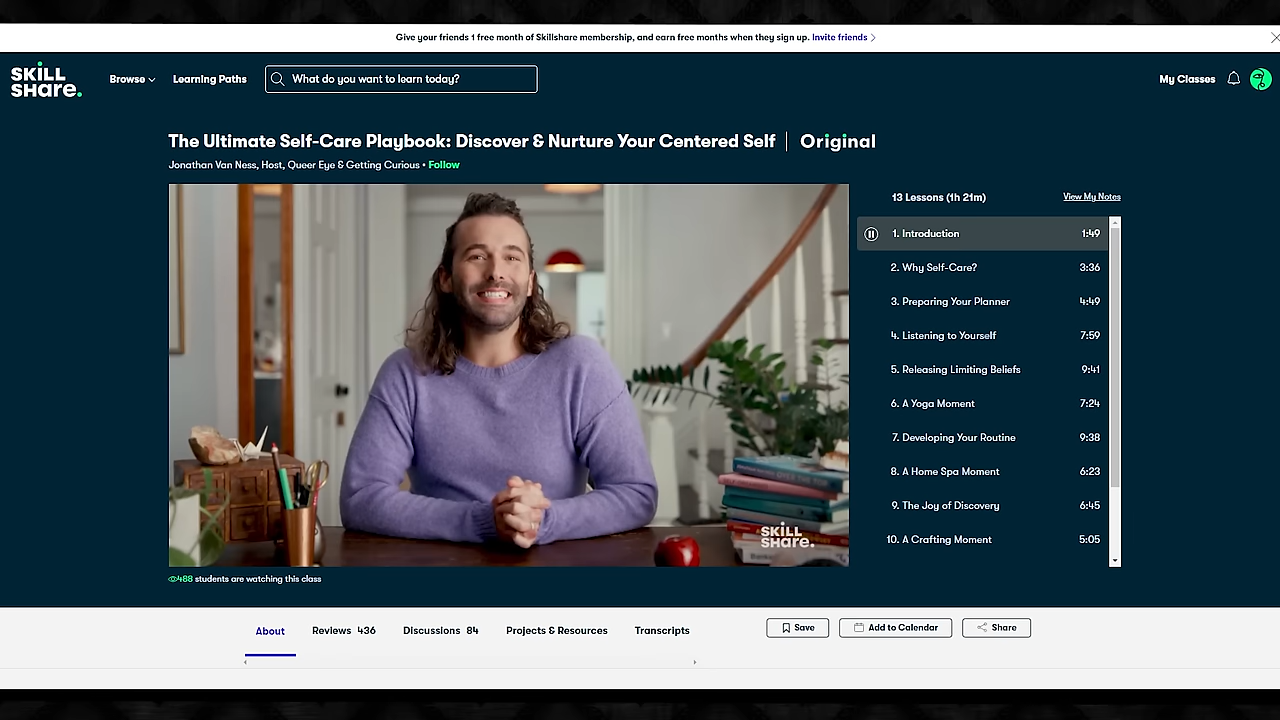 Give your friends 1 free month of Skillshare membership, and earn free months when they sign up. Invite friends
SKILL
SHARE.
Browse
Learning Paths
What do you want to learn today?
My Classes
The Ultimate Self-Care Playbook: Discover & Nurture Your Centered Self | Original
Jonathan Van Ness, Host, Queer Eye & Getting Curious • Follow
SKILL
SHARE.
488 students are watching this class
13 Lessons (1h 21m)
View My Notes
1. Introduction 1:49
2. Why Self-Care? 3:36
3. Preparing Your Planner 4:49
4. Listening to Yourself 7:59
5. Releasing Limiting Beliefs 9:41
6. A Yoga Moment 7:24
7. Developing Your Routine 9:38
8. A Home Spa Moment 6:23
9. The Joy of Discovery 6:45
10. A Crafting Moment 5:05
About
Reviews 436
Discussions 84
Projects & Resources
Transcripts
Save
Add to Calendar
Share